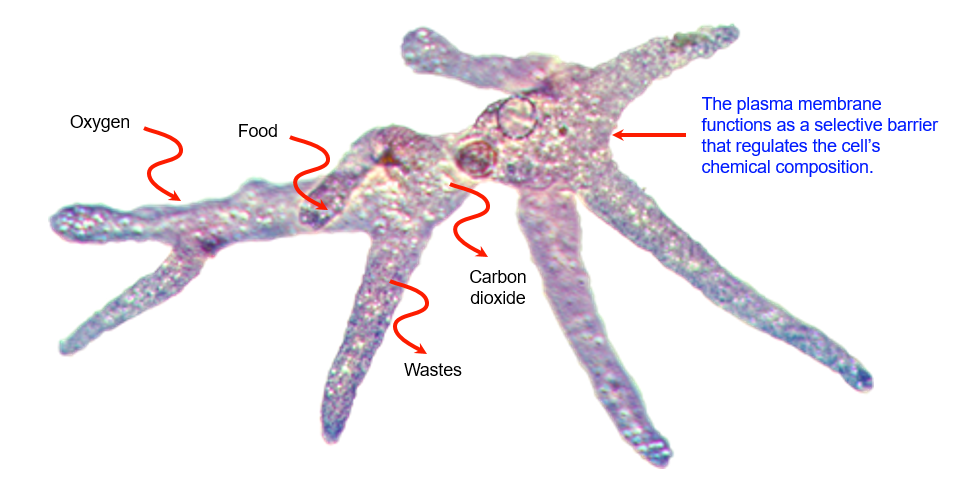 Oxygen
Food
The plasma membrane
functions as a selective barrier
that regulates the cell's
chemical composition.
Carbon
dioxide
Wastes